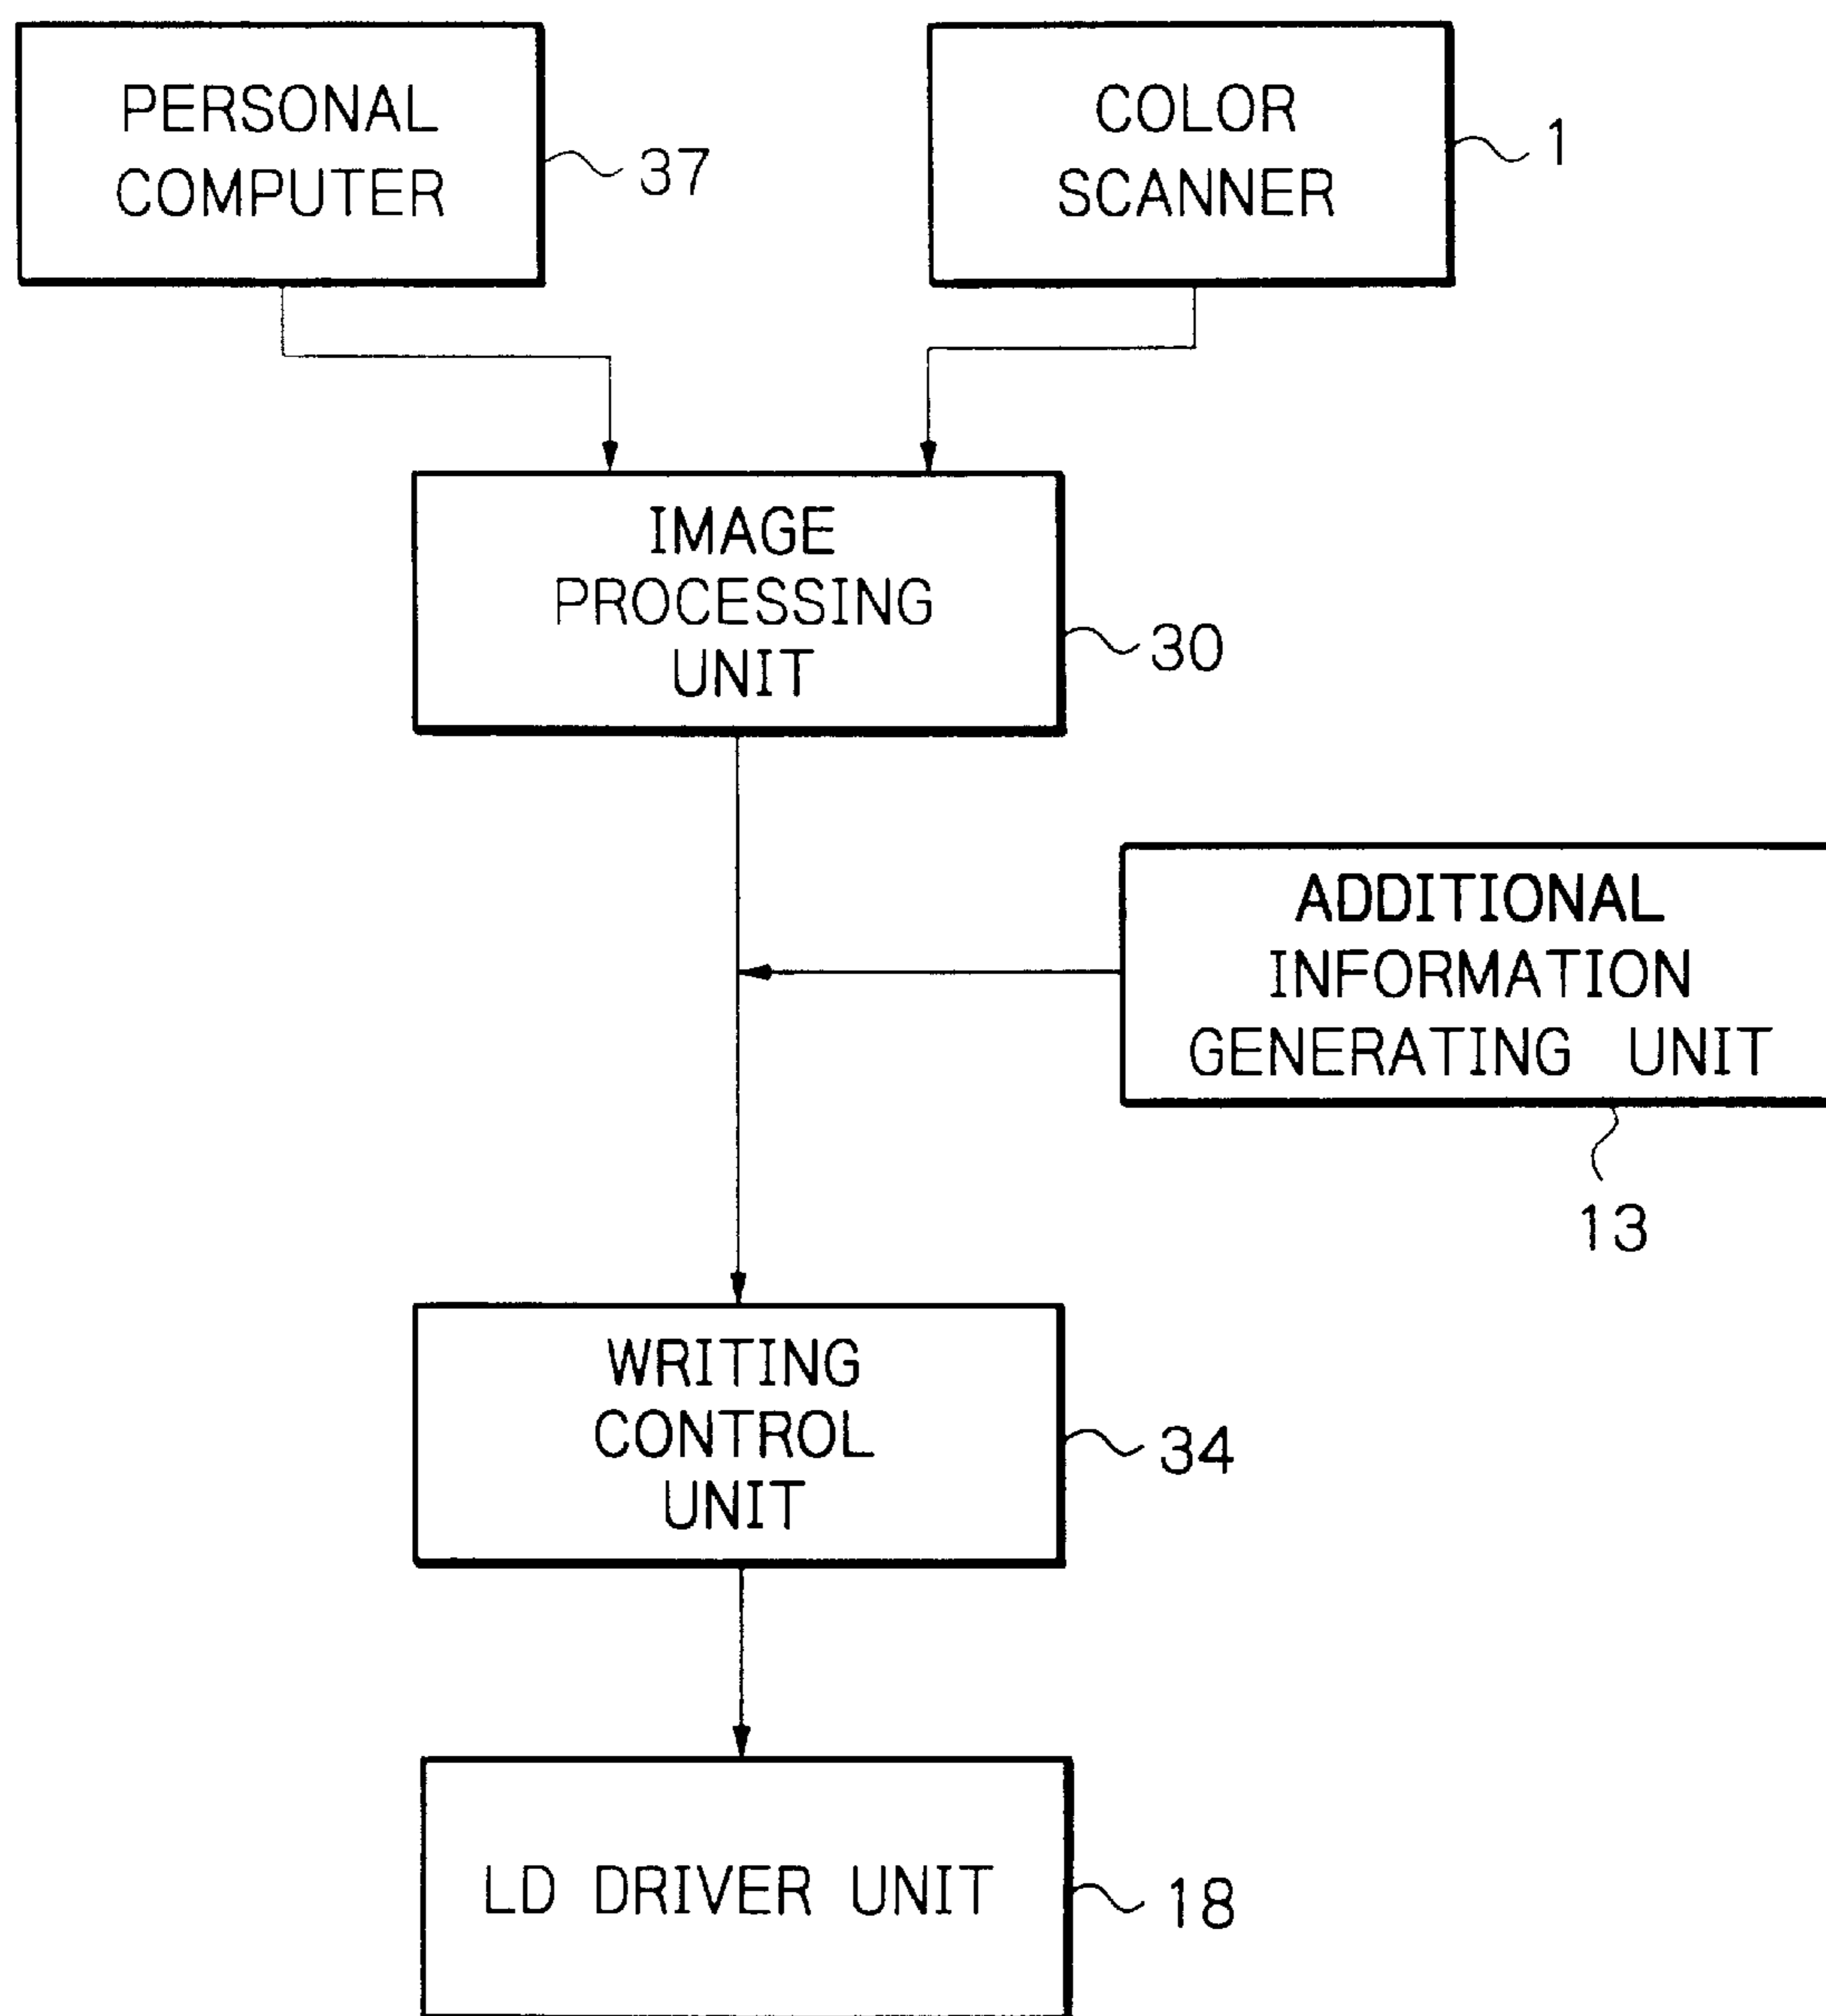 PERSONAL
COMPUTER
37
COLOR
SCANNER
1
IMAGE
PROCESSING
UNIT
30
ADDITIONAL
INFORMATION
GENERATING UNIT
13
WRITING
CONTROL
UNIT
34
LD DRIVER UNIT
18